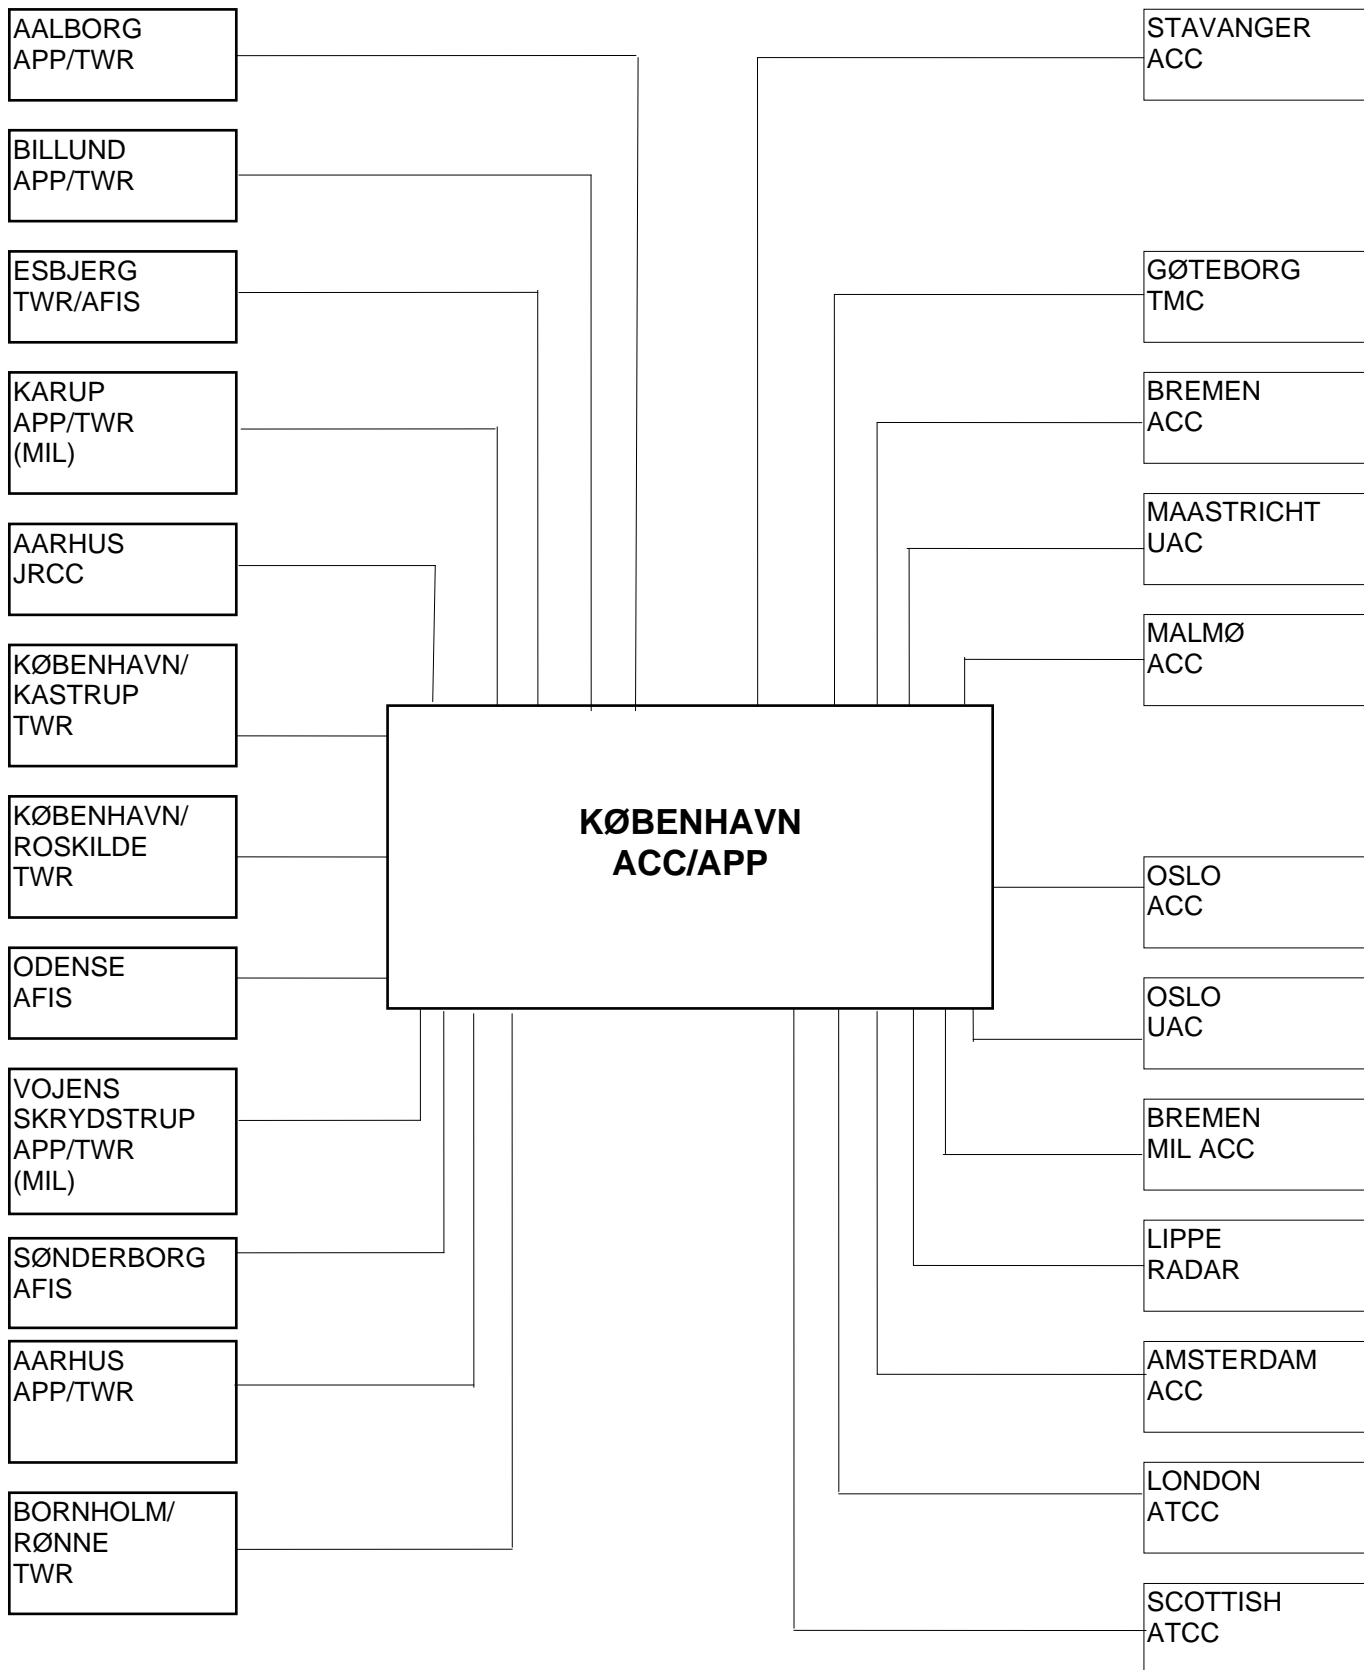 AALBORG
APP/TWR
BILLUND
APP/TWR
ESBJERG
TWR/AFIS
KARUP
APP/TWR
(MIL)
AARHUS
JRCC
KØBENHAVN/
KASTRUP
TWR
KØBENHAVN/
ROSKILDE
TWR
ODENSE
AFIS
VOJENS
SKRYDSTRUP
APP/TWR
(MIL)
SØNDERBORG
AFIS
AARHUS
APP/TWR
BORNHOLM/
RØNNE
TWR
KØBENHAVN
ACC/APP
STAVANGER
ACC
GØTEBORG
TMC
BREMEN
ACC
MAASTRICHT
UAC
MALMØ
ACC
OSLO
ACC
OSLO
UAC
BREMEN
MIL ACC
LIPPE
RADAR
AMSTERDAM
ACC
LONDON
ATCC
SCOTTISH
ATCC